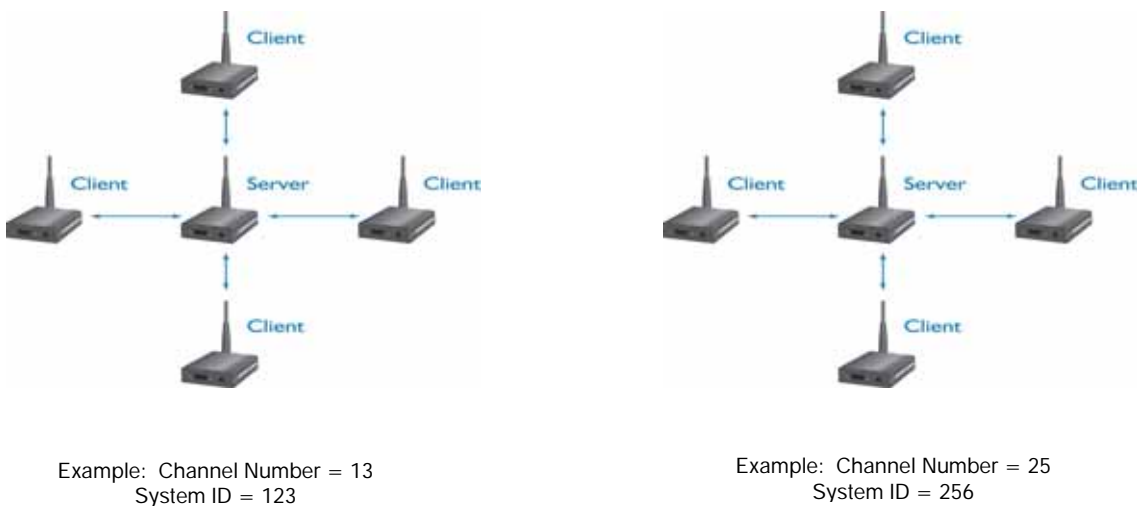 Client
Client
Server
Client
Client
Example: Channel Number = 13
System ID = 123
Client
Client
Server
Client
Client
Example: Channel Number = 25
System ID = 256